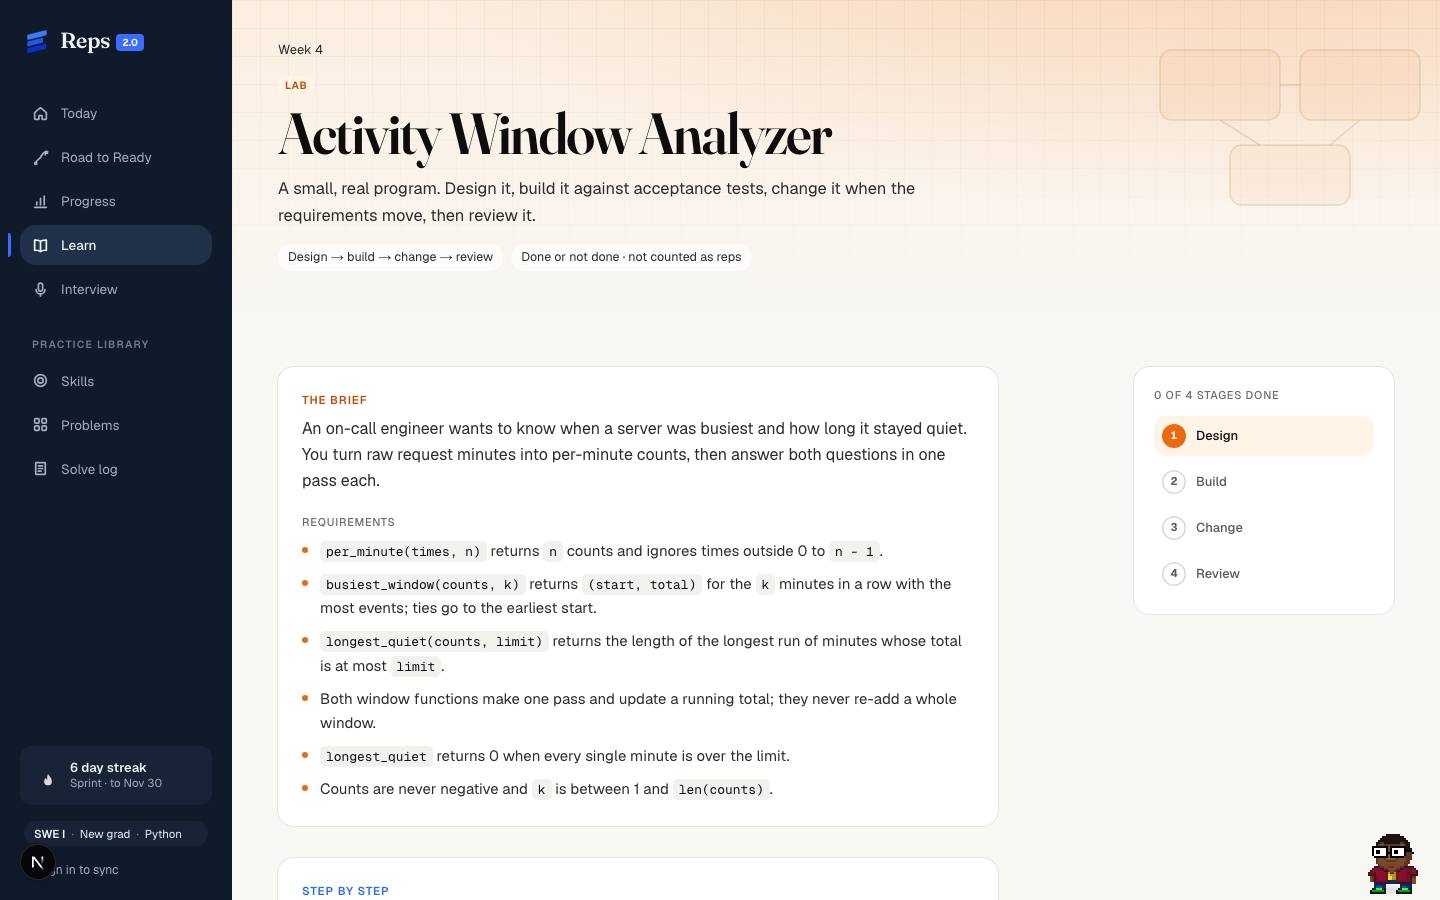 Reps 2.0
Today
Road to Ready
Progress
Learn
Interview
PRACTICE LIBRARY
Skills
Problems
Solve log
6 day streak
Sprint · to Nov 30
SWE I · New grad · Python
N
n in to sync
Week 4
LAB
Activity Window Analyzer
A small, real program. Design it, build it against acceptance tests, change it when the
requirements move, then review it.
Design → build → change → review
Done or not done · not counted as reps
THE BRIEF
An on-call engineer wants to know when a server was busiest and how long it stayed quiet.
You turn raw request minutes into per-minute counts, then answer both questions in one
pass each.
REQUIREMENTS
per_minute(times, n) returns n counts and ignores times outside 0 to n - 1.
busiest_window(counts, k) returns (start, total) for the k minutes in a row with the
most events; ties go to the earliest start.
longest_quiet(counts, limit) returns the length of the longest run of minutes whose total
is at most limit.
Both window functions make one pass and update a running total; they never re-add a whole
window.
longest_quiet returns 0 when every single minute is over the limit.
Counts are never negative and k is between 1 and len(counts).
STEP BY STEP
0 OF 4 STAGES DONE
1 Design
2 Build
3 Change
4 Review